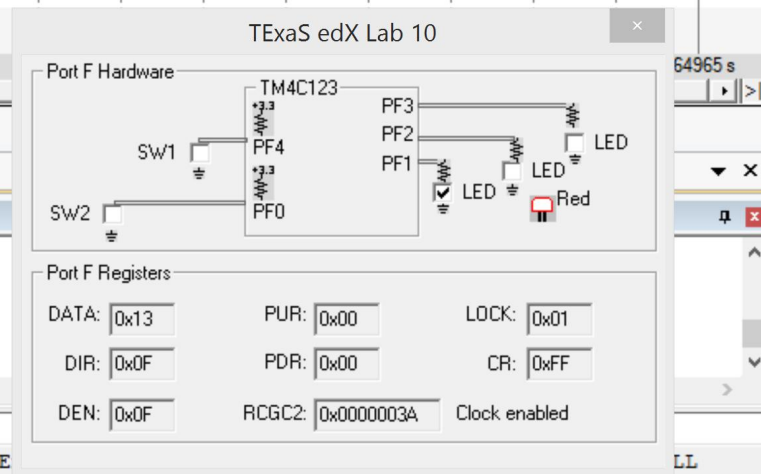 TExaS edX Lab 10
64965 s
Port F Hardware
TM4C123
+3.3
PF3
PF2
PF1
PF4
+3.3
PF0
SW1
SW2
LED
LED
LED
Red
Port F Registers
DATA: 0x13 PUR: 0x00 LOCK: 0x01
DIR: 0x0F PDR: 0x00 CR: 0xFF
DEN: 0x0F RCGC2: 0x0000003A Clock enabled
E
LL